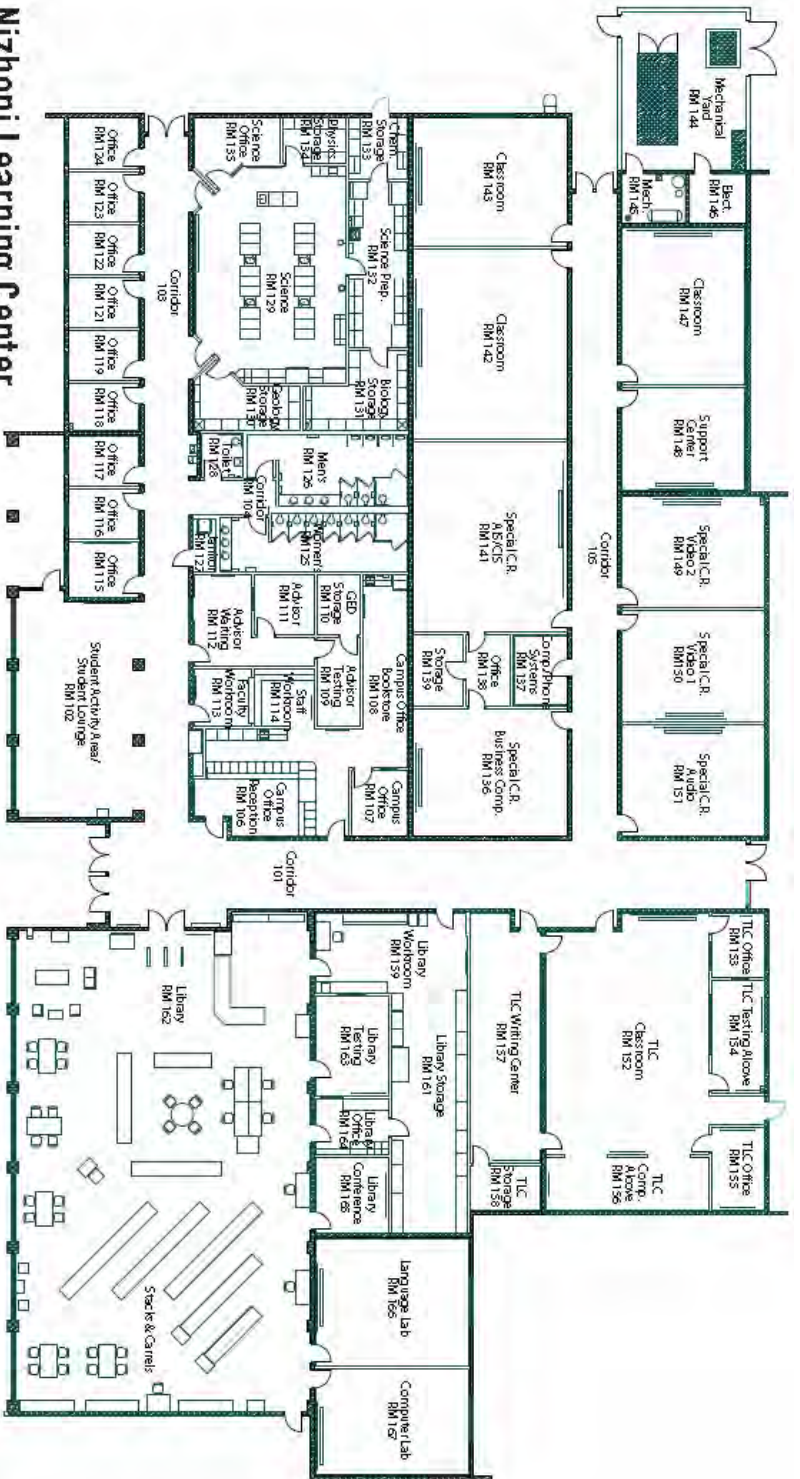 Mechanical
Yard
RM 144
Elect.
RM 146
Mech.
RM 145
Classroom
RM 147
Support
Center
RM 148
Special C.R.
Video 2
RM 149
Special C.R.
Video 1
RM 150
Special C.R.
Audio
RM 151
TLC Office
RM 153
TLC Testing Alcove
RM 154
TLC Office
RM 155
Corridor
105
TLC
Classroom
RM 152
TLC
Comp.
Alcove
RM 156
Classroom
RM 143
Classroom
RM 142
Special C.R.
AIS/CIS
RM 141
Comp/Phone
Systems
RM 137
Office
RM 138
Storage
RM 139
Special C.R.
Business Comp.
RM 136
TLC Writing Center
RM 157
TLC
Storage
RM 158
Chem.
Storage
RM 133
Physics
Storage
RM 134
Science
Office
RM 135
Science Prep.
RM 132
Science
RM 129
Biology
Storage
RM 131
Geology
Storage
RM 130
Men's
RM 126
Toilet
RM 128
Corridor
RM 104
Women's
RM 125
Janitor
RM 127
Campus Office
Bookstore
RM 108
GED
Storage
RM 110
Advisor
RM 111
Advisor
Testing
RM 109
Advisor
Waiting
RM 112
Staff
Workroom
RM 114
Faculty
Workroom
RM 113
Campus
Office
RM 107
Campus
Office
Reception
RM 106
Corridor
101
Library
Workroom
RM 159
Library Storage
RM 161
Library
Testing
RM 163
Library
Office
RM 164
Library
Conference
RM 165
Language Lab
RM 166
Computer Lab
RM 167
Corridor
103
Office
RM 124
Office
RM 123
Office
RM 122
Office
RM 121
Office
RM 119
Office
RM 118
Office
RM 117
Office
RM 116
Office
RM 115
Student Activity Area/
Student Lounge
RM 102
Library
RM 162
Stacks & Carrels
Nizhoni Learning Center